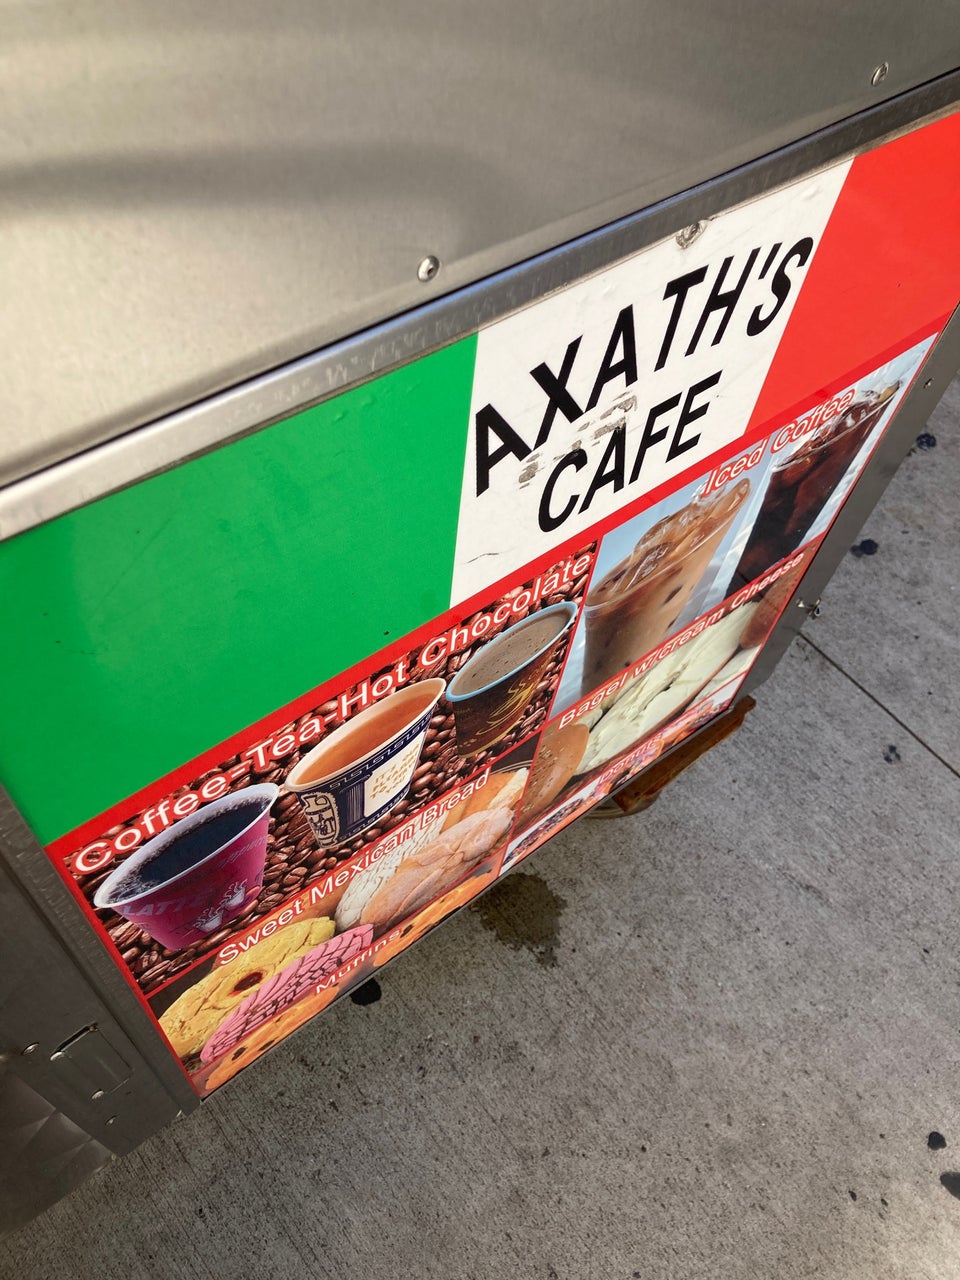 AXATH'S
CAFE
Coffee-Tea-Hot Chocolate
Iced Coffee
Sweet Mexican Bread
Bagel w/cream Cheese
Muffins